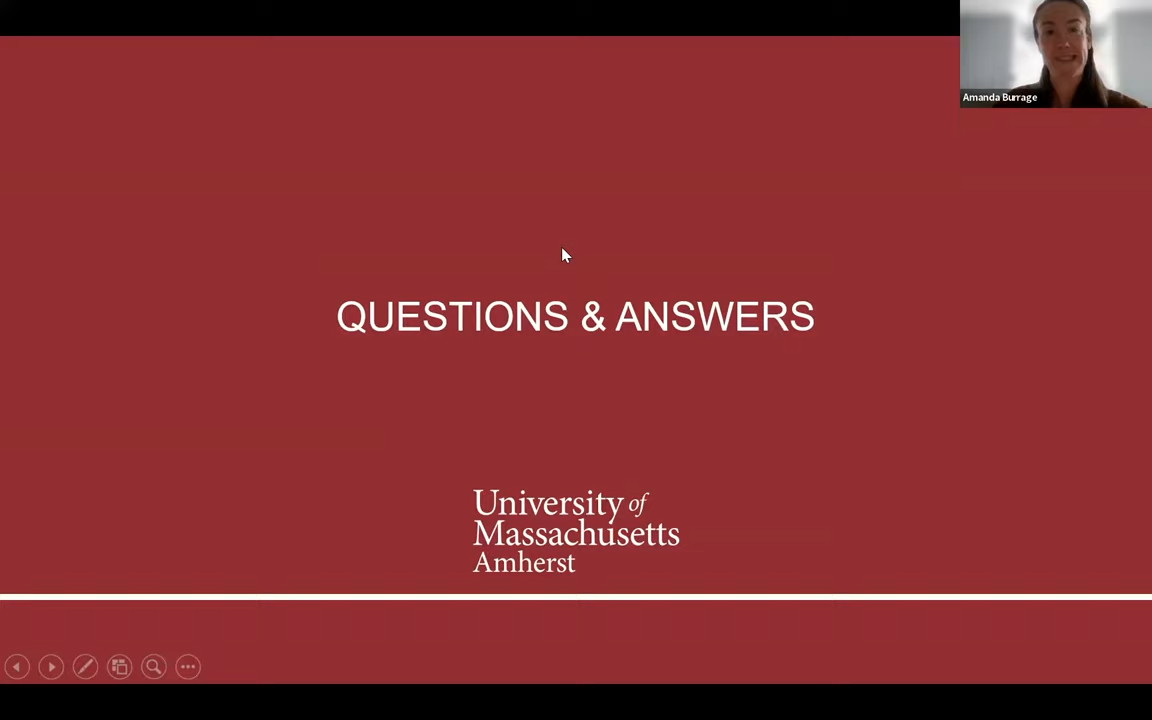 Amanda Burrage
QUESTIONS & ANSWERS
University of
Massachusetts
Amherst